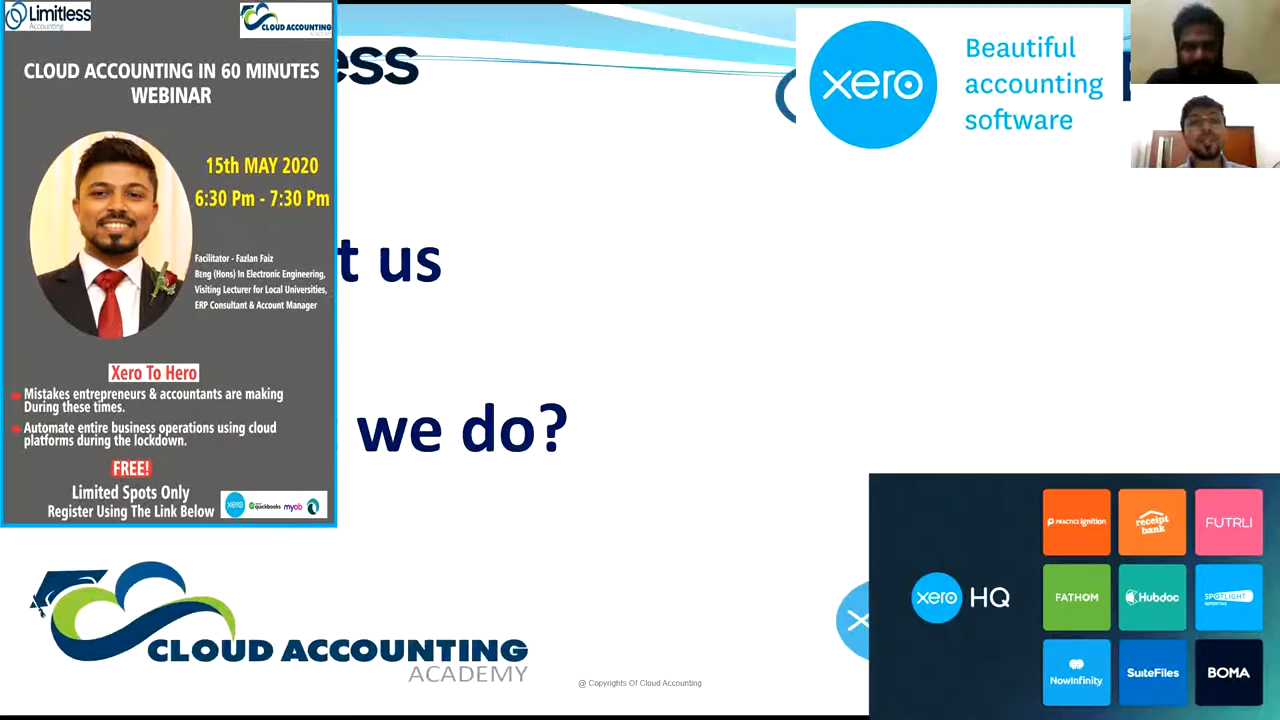 Limitless
Accounting
CLOUD ACCOUNTING
ACADEMY
CLOUD ACCOUNTING IN 60 MINUTES
WEBINAR
15th MAY 2020
6:30 Pm - 7:30 Pm
Facilitator - Fazlan Faiz
Beng (Hons) In Electronic Engineering,
Visiting Lecturer for Local Universities,
ERP Consultant & Account Manager
Xero To Hero
Mistakes entrepreneurs & accountants are making
During these times.
Automate entire business operations using cloud
platforms during the lockdown.
FREE!
Limited Spots Only
Register Using The Link Below
xero
quickbooks
myob
ess
t us
we do?
xero
Beautiful
accounting
software
CLOUD ACCOUNTING
ACADEMY
@ Copyrights Of Cloud Accounting
xero HQ
PRACTICE ignition
receipt
bank
FUTRLI
FATHOM
Hubdoc
SPOTLIGHT
REPORTING
NowInfinity
SuiteFiles
BOMA